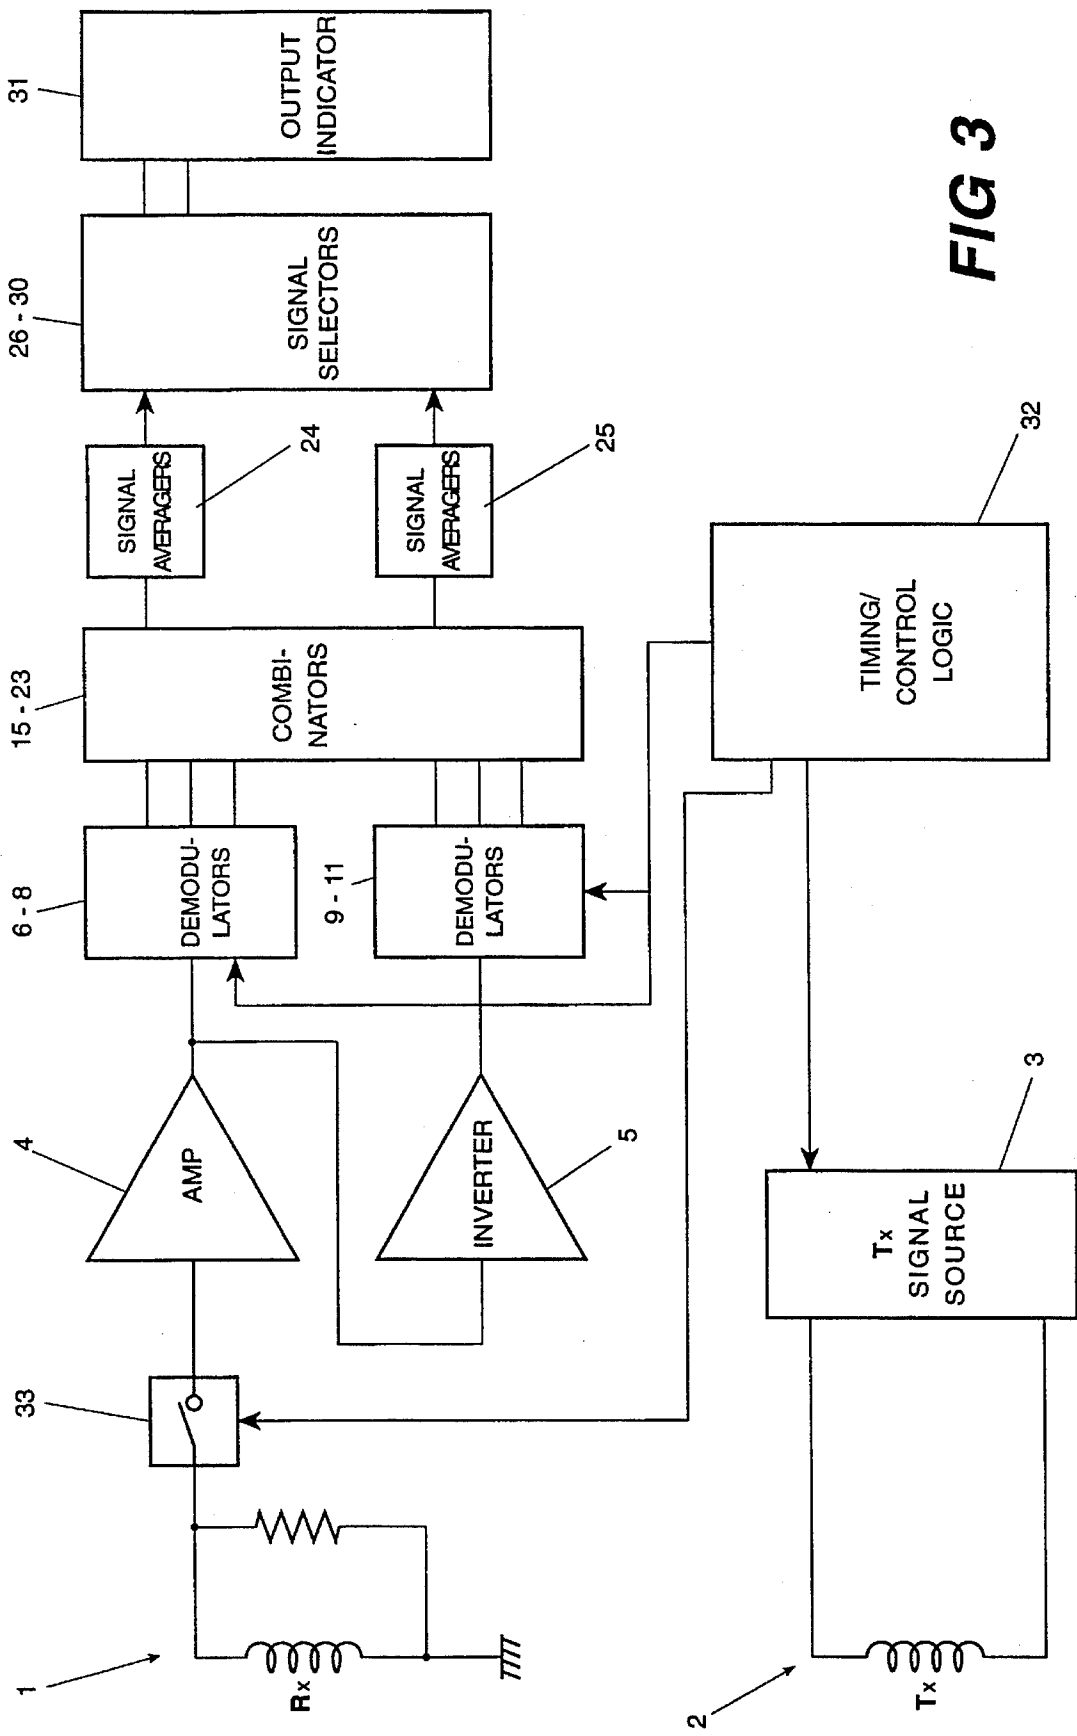 1
Rx
33
4
AMP
6 - 8
DEMODU-
LATORS
15 - 23
COMBI-
NATORS
SIGNAL
AVERAGERS
24
26 - 30
SIGNAL
SELECTORS
31
OUTPUT
INDICATOR
INVERTER
5
9 - 11
DEMODU-
LATORS
SIGNAL
AVERAGERS
25
2
Tx
Tx
SIGNAL
SOURCE
3
TIMING/
CONTROL
LOGIC
32
FIG 3